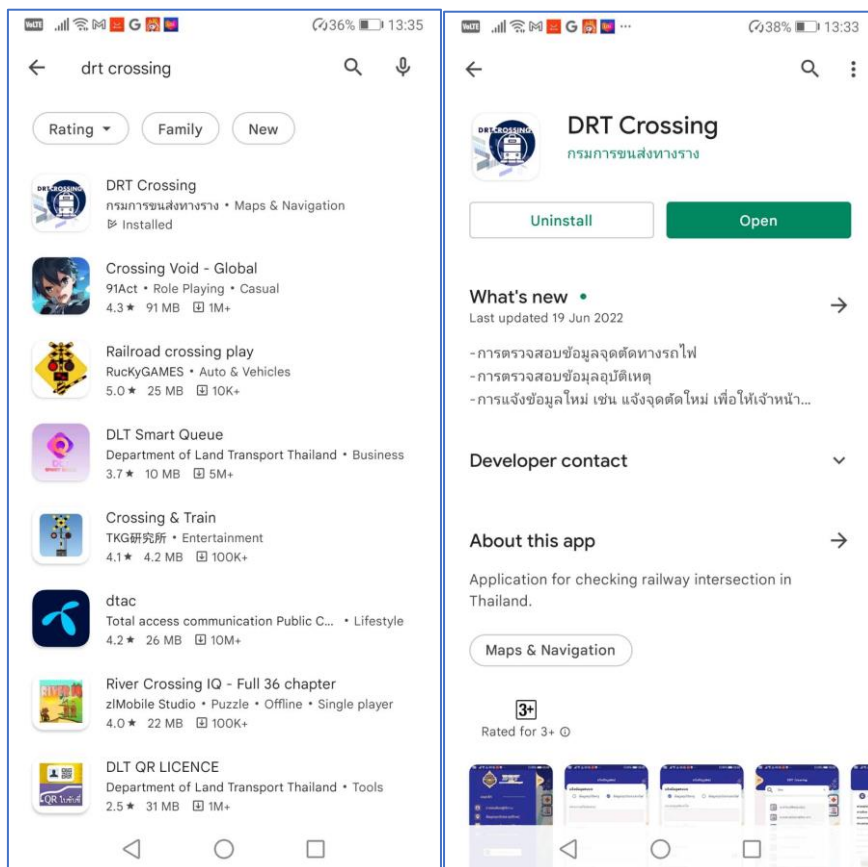 VoLTE
36%
13:35
drt crossing
Rating
Family
New
DRT CROSSING
DRT Crossing
กรมการขนส่งทางราง • Maps & Navigation
Installed
Crossing Void - Global
91Act • Role Playing • Casual
4.3★ 91 MB 1M+
Railroad crossing play
RucKyGAMES • Auto & Vehicles
5.0★ 25 MB 10K+
DLT Smart Queue
Department of Land Transport Thailand • Business
3.7★ 10 MB 5M+
Crossing & Train
TKG研究所 • Entertainment
4.1★ 4.2 MB 100K+
dtac
Total access communication Public C... • Lifestyle
4.2★ 26 MB 10M+
River Crossing IQ - Full 36 chapter
zlMobile Studio • Puzzle • Offline • Single player
4.0★ 22 MB 100K+
DLT QR LICENCE
Department of Land Transport Thailand • Tools
2.5★ 31 MB 1M+
VoLTE
38%
13:33
DRT CROSSING
DRT Crossing
กรมการขนส่งทางราง
Uninstall
Open
What's new •
Last updated 19 Jun 2022
-การตรวจสอบข้อมูลจุดตัดทางรถไฟ
-การตรวจสอบข้อมุลอุบัติเหตุ
-การแจ้งข้อมูลใหม่ เช่น แจ้งจุดตัดใหม่ เพื่อให้เจ้าหน้า...
Developer contact
About this app
Application for checking railway intersection in
Thailand.
Maps & Navigation
3+
Rated for 3+